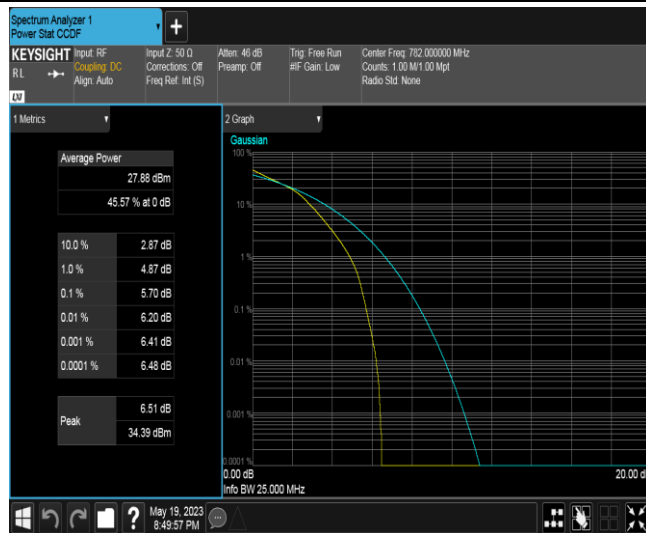 Spectrum Analyzer 1
Power Stat CCDF
+
KEYSIGHT
RL
Input: RF
Coupling: DC
Align: Auto
Input Z: 50 Ω
Corrections: Off
Freq Ref: Int (S)
Atten: 46 dB
Preamp: Off
Trig: Free Run
#IF Gain: Low
Center Freq: 782.000000 MHz
Counts: 1.00 M/1.00 Mpt
Radio Std: None
1 Metrics
Average Power
27.88 dBm
45.57 % at 0 dB
10.0 % 2.87 dB
1.0 % 4.87 dB
0.1 % 5.70 dB
0.01 % 6.20 dB
0.001 % 6.41 dB
0.0001 % 6.48 dB
Peak
6.51 dB
34.39 dBm
2 Graph
Gaussian
100 %
10 %
1 %
0.1 %
0.01 %
0.001 %
0.0001 %
0.00 dB
20.00 d
Info BW 25.000 MHz
?
May 19, 2023
8:49:57 PM